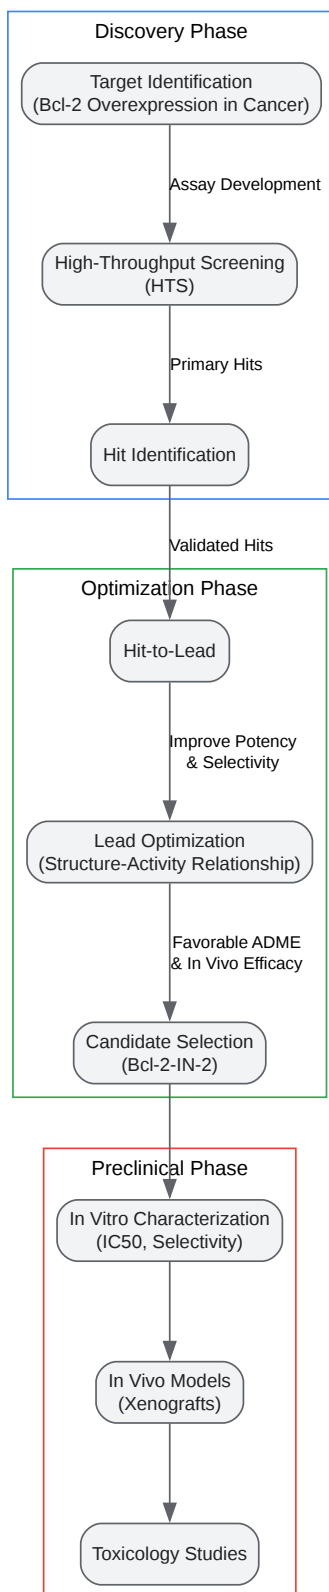 Discovery Phase
Target Identification
(Bcl-2 Overexpression in Cancer)
Assay Development
High-Throughput Screening
(HTS)
Primary Hits
Hit Identification
Validated Hits
Optimization Phase
Hit-to-Lead
Improve Potency
& Selectivity
Lead Optimization
(Structure-Activity Relationship)
Favorable ADME
& In Vivo Efficacy
Candidate Selection
(Bcl-2-IN-2)
Preclinical Phase
In Vitro Characterization
(IC50, Selectivity)
In Vivo Models
(Xenografts)
Toxicology Studies